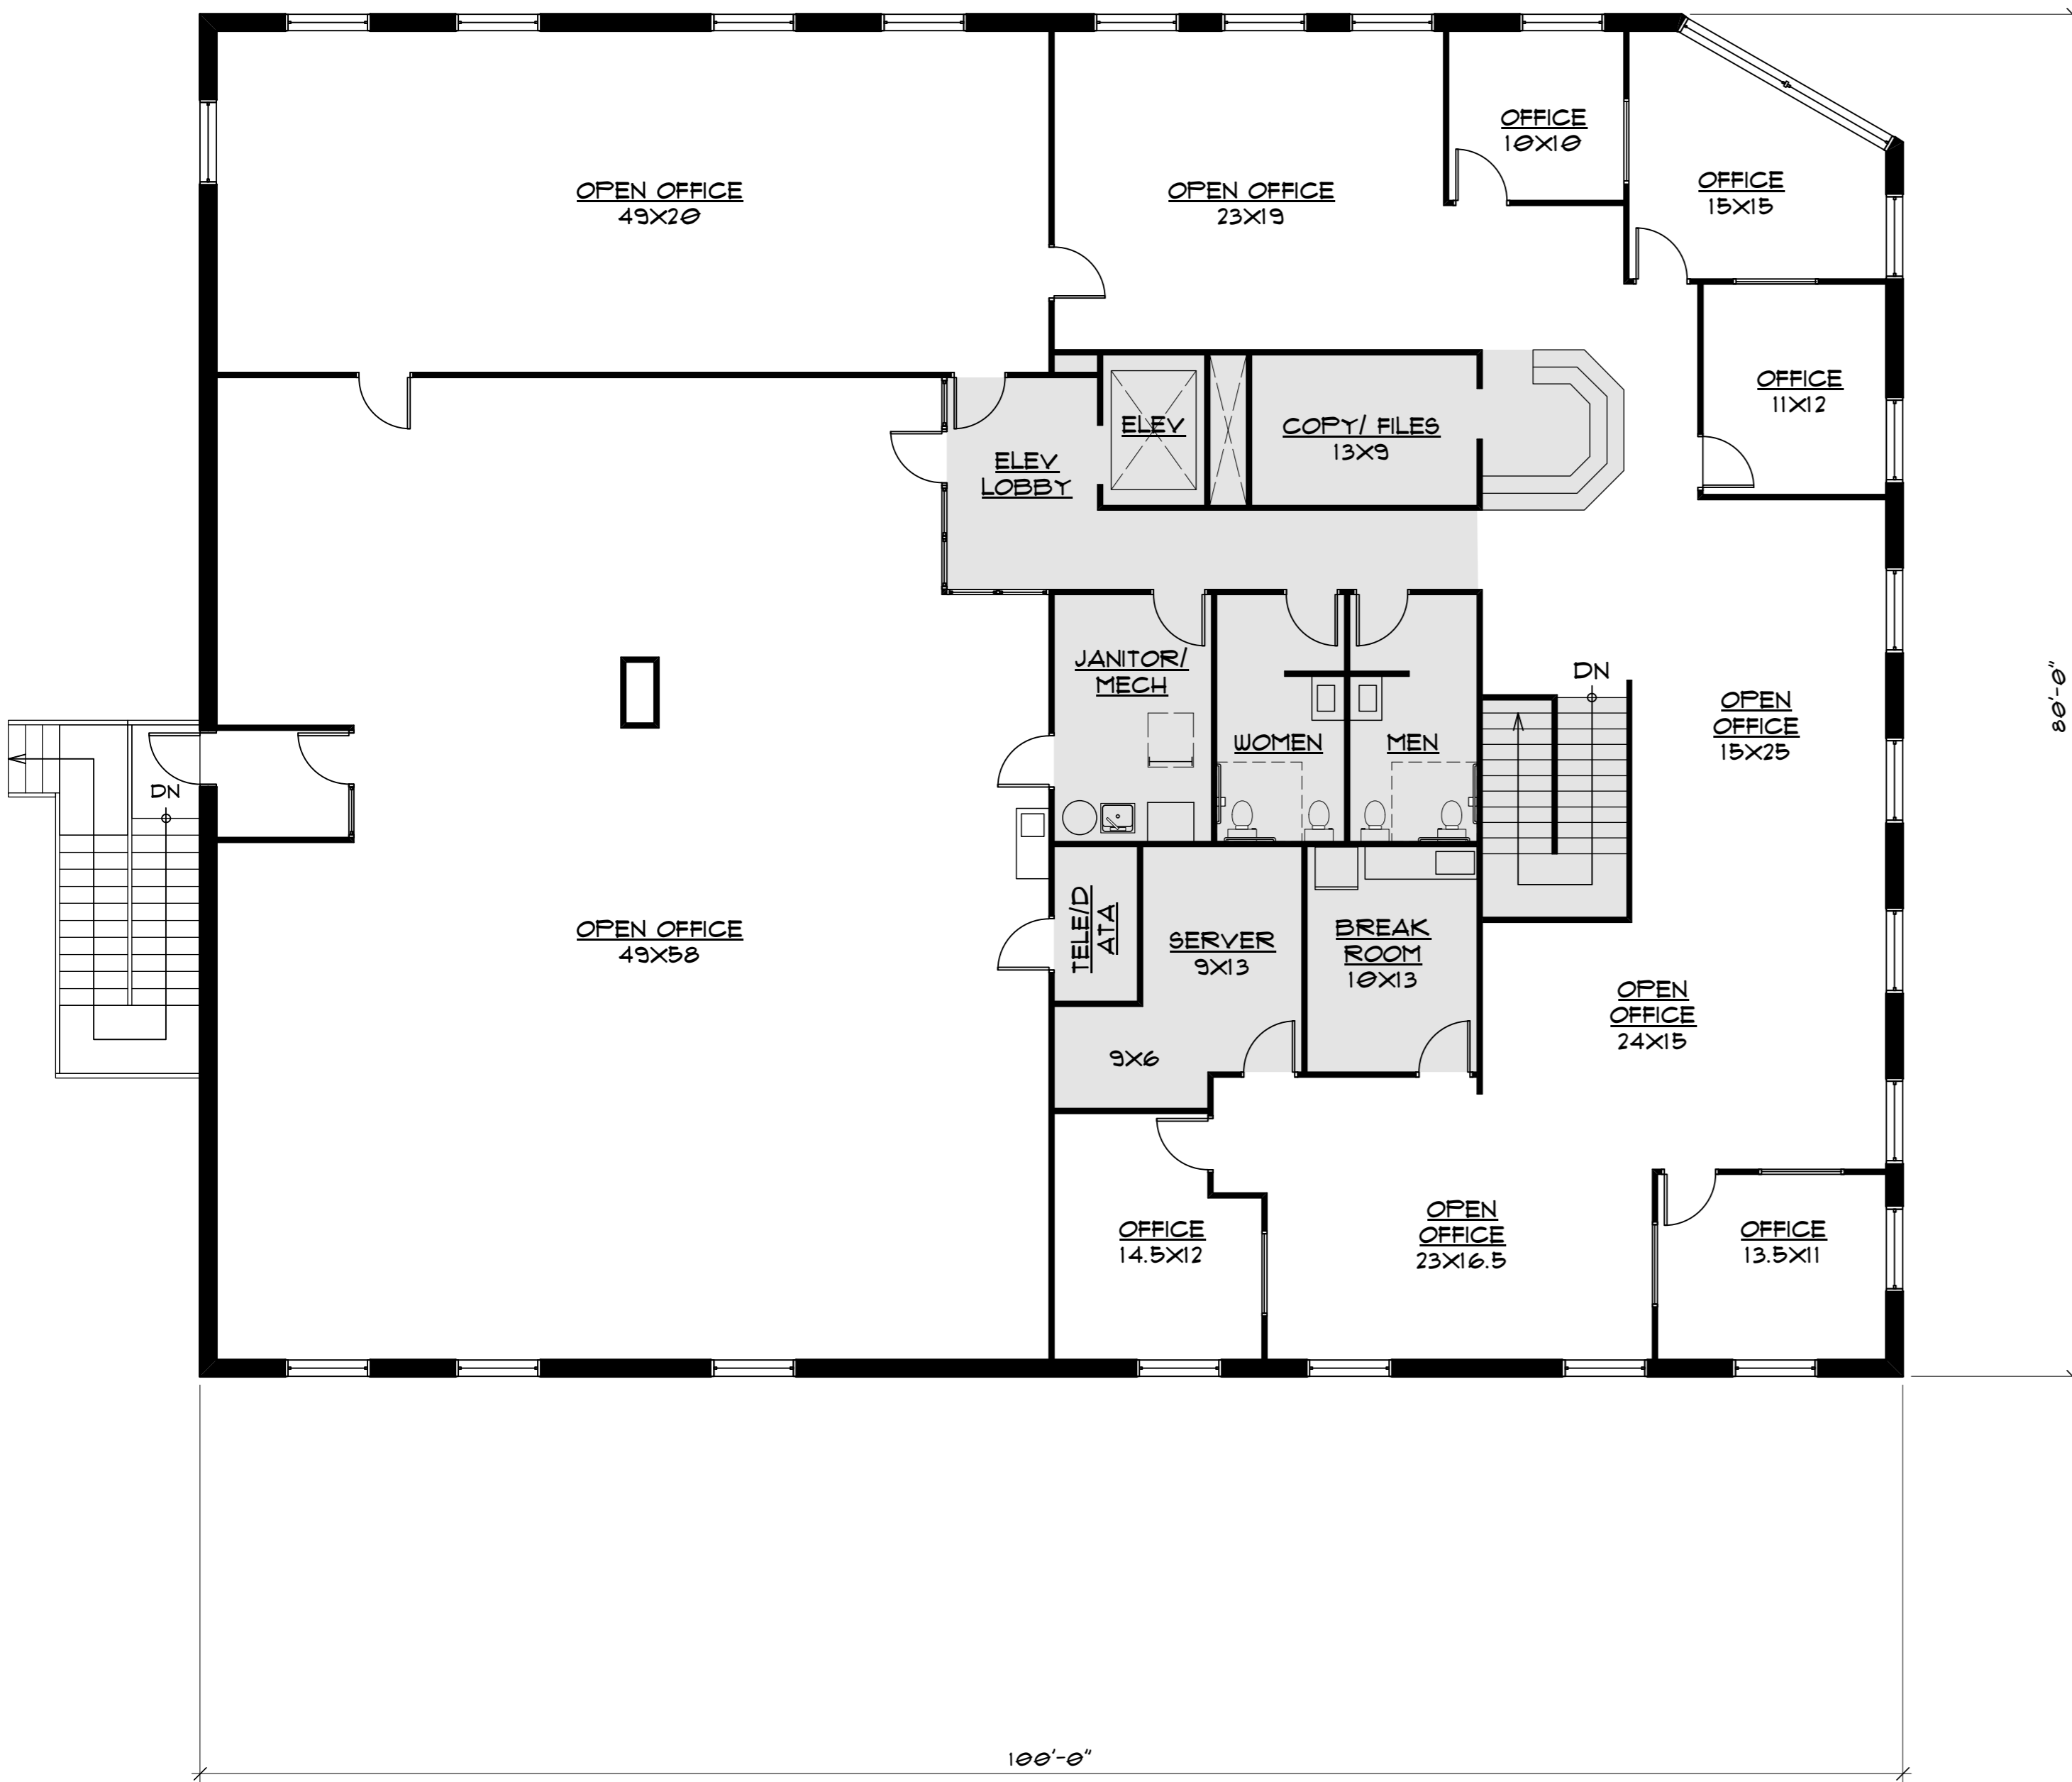 OFFICE
10X10
OPEN OFFICE
49X20
OPEN OFFICE
23X19
OFFICE
15X15
OFFICE
11X12
ELEV
COPY/ FILES
13X9
ELEV
LOBBY
JANITOR/
MECH
WOMEN
MEN
DN
OPEN
OFFICE
15X25
80'-0"
DN
OPEN OFFICE
49X58
TELE/D
ATA
SERVER
9X13
BREAK
ROOM
10X13
OPEN
OFFICE
24X15
9X6
OFFICE
14.5X12
OPEN
OFFICE
23X16.5
OFFICE
13.5X11
100'-0"